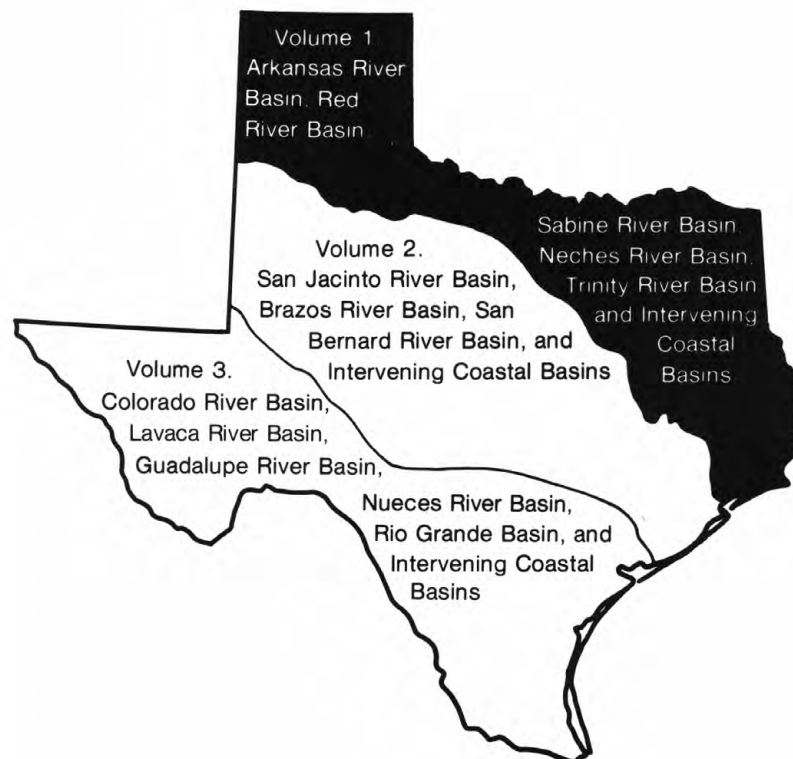 Volume 1
Arkansas River
Basin. Red
River Basin.
Sabine River Basin.
Neches River Basin.
Trinity River Basin
and Intervening
Coastal
Basins
Volume 2.
San Jacinto River Basin,
Brazos River Basin, San
Bernard River Basin, and
Intervening Coastal Basins
Volume 3.
Colorado River Basin,
Lavaca River Basin,
Guadalupe River Basin,
Nueces River Basin,
Rio Grande Basin, and
Intervening Coastal
Basins